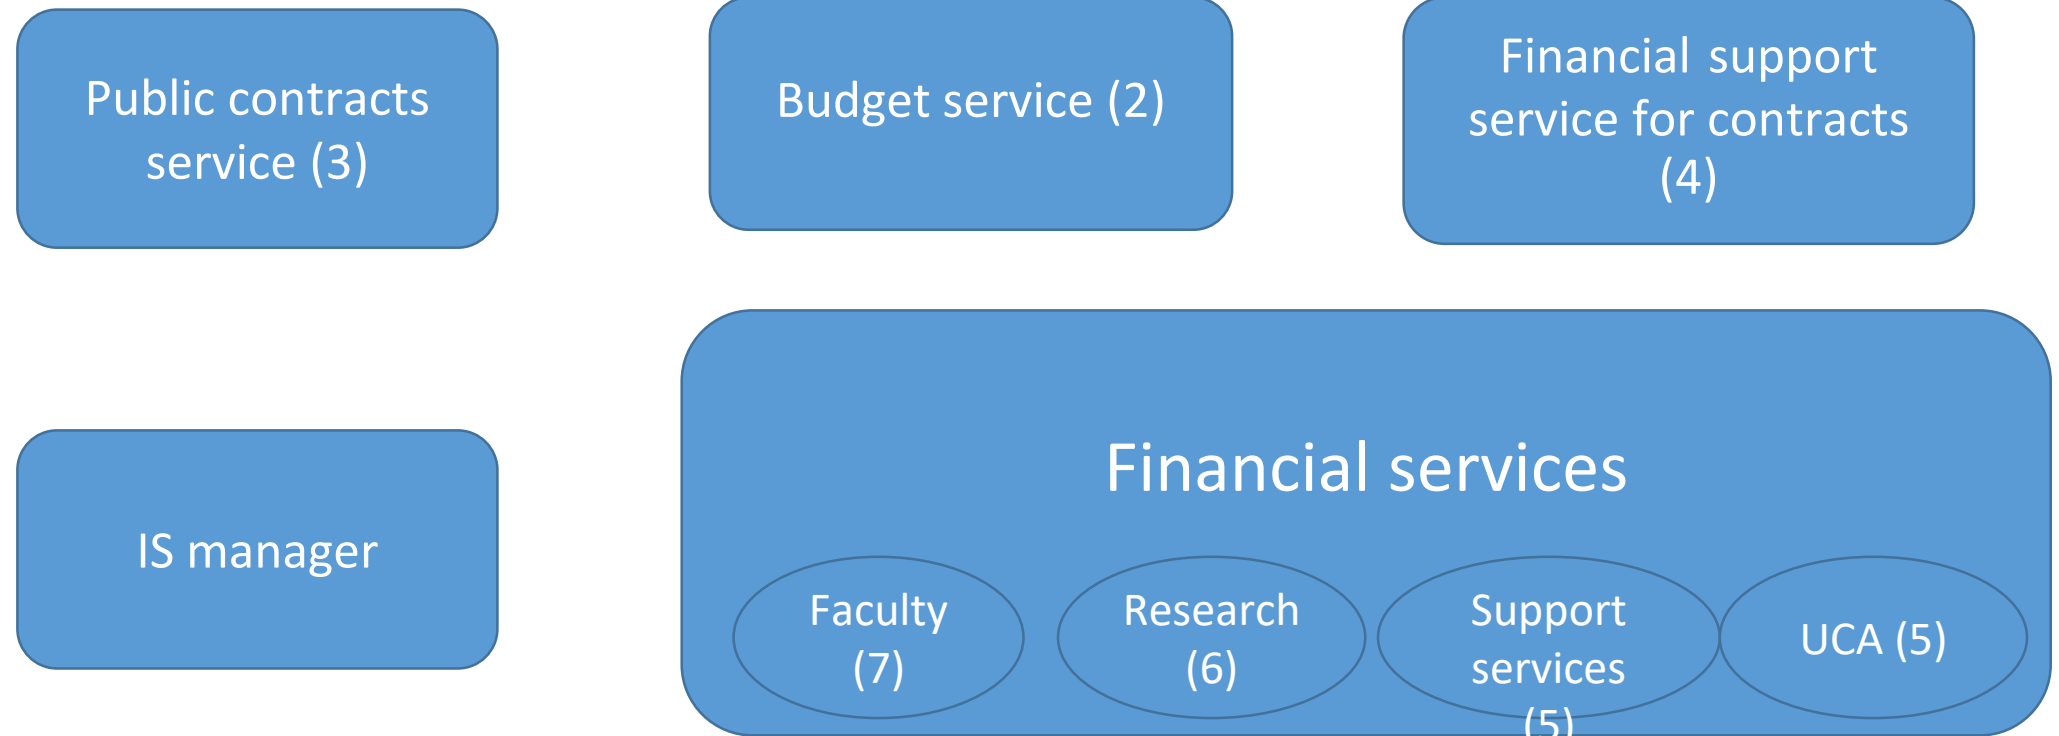 Public contracts
service (3)
Budget service (2)
Financial support
service for contracts
(4)
IS manager
Financial services
Faculty
(7)
Research
(6)
Support
services
(5)
UCA (5)